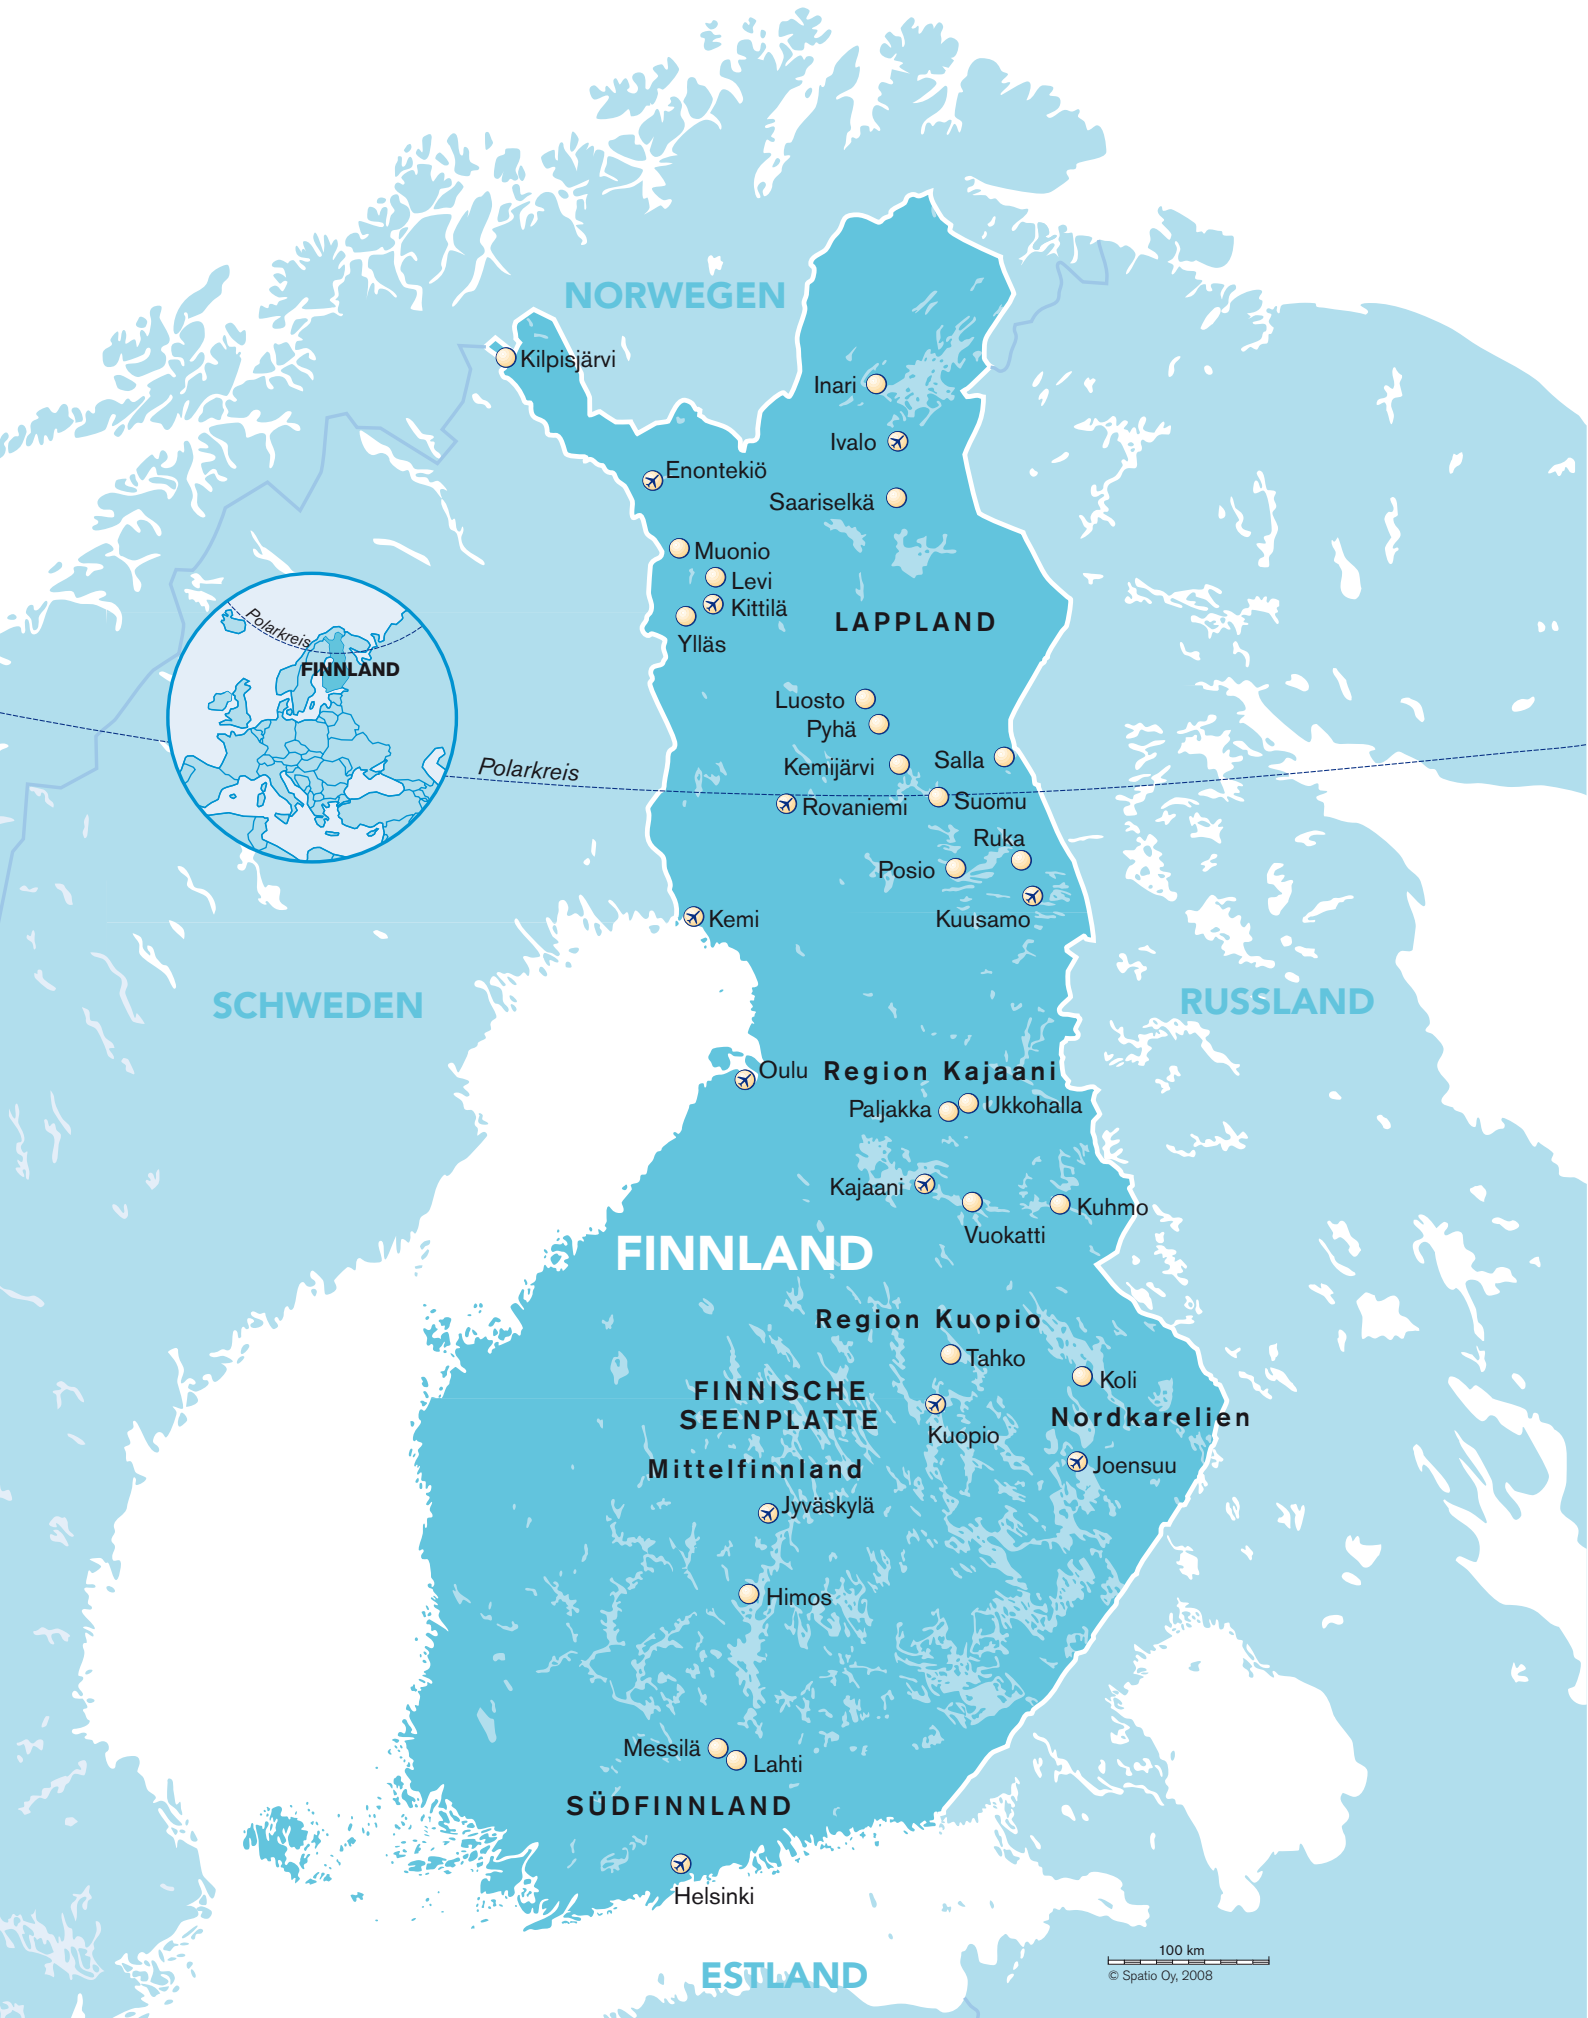 NORWEGEN
Kilpisjärvi
Inari
Ivalo
Enontekiö
Saariselkä
Muonio
Levi
Kittilä
Ylläs
LAPPLAND
Polarkreis
FINNLAND
Luosto
Pyhä
Kemijärvi
Salla
Polarkreis
Rovaniemi
Suomu
Ruka
Posio
Kuusamo
Kemi
SCHWEDEN
RUSSLAND
Oulu
Region Kajaani
Paljakka
Ukkohalla
Kajaani
Kuhmo
Vuokatti
FINNLAND
Region Kuopio
Tahko
Koli
FINNISCHE
SEENPLATTE
Nordkarelien
Kuopio
Mittelfinnland
Joensuu
Jyväskylä
Himos
Messilä
Lahti
SÜDFINNLAND
Helsinki
ESTLAND
100 km
© Spatio Oy, 2008